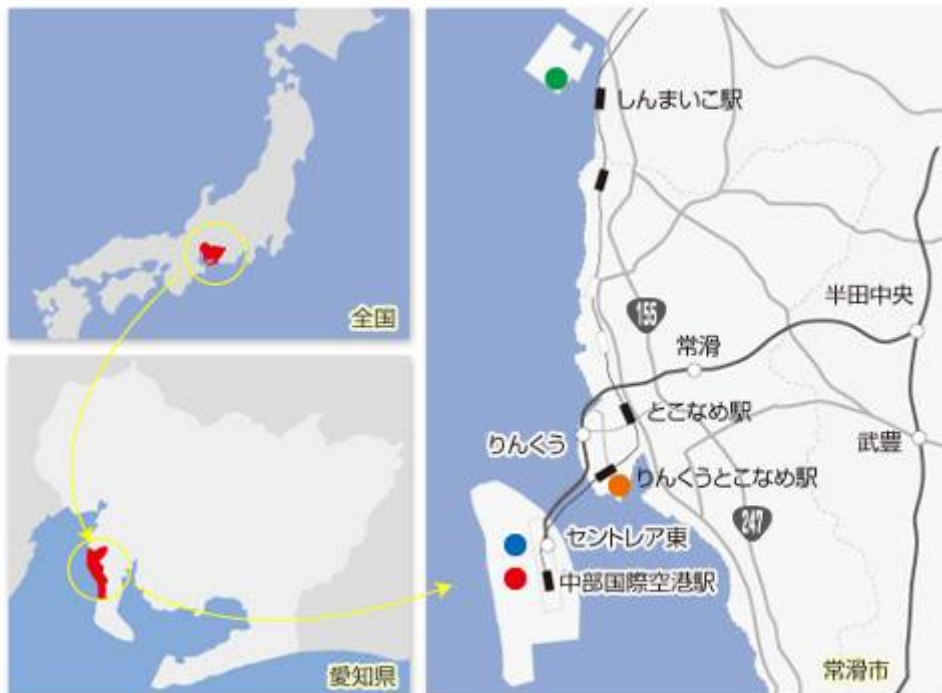 全国
愛知県
しんまいこ駅
155
半田中央
常滑
とこなめ駅
りんくう
武豊
りんくうとこなめ駅
247
セントレア東
中部国際空港駅
常滑市